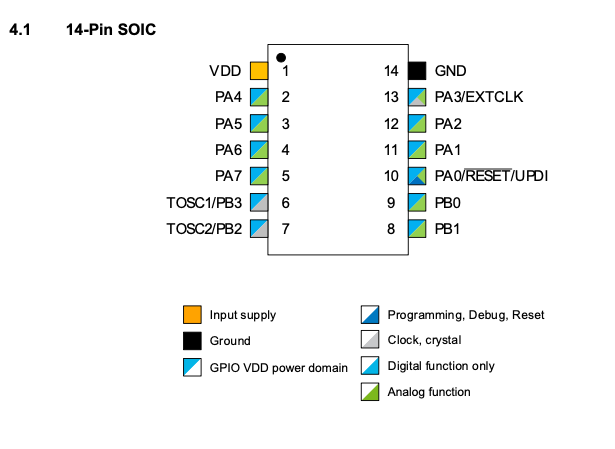 4.1 14-Pin SOIC
VDD 1 14 GND
PA4 2 13 PA3/EXTCLK
PA5 3 12 PA2
PA6 4 11 PA1
PA7 5 10 PA0/RESET/UPDI
TOSC1/PB3 6 9 PB0
TOSC2/PB2 7 8 PB1
Input supply
Ground
GPIO VDD power domain
Programming, Debug, Reset
Clock, crystal
Digital function only
Analog function